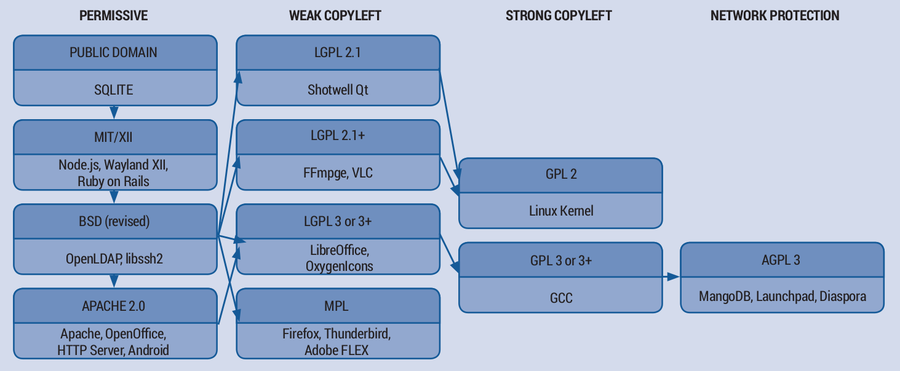 PERMISSIVE
PUBLIC DOMAIN
SQLITE
MIT/XII
Node.js, Wayland XII,
Ruby on Rails
BSD (revised)
OpenLDAP, libssh2
APACHE 2.0
Apache, OpenOffice,
HTTP Server, Android
WEAK COPYLEFT
LGPL 2.1
Shotwell Qt
LGPL 2.1+
FFmpge, VLC
LGPL 3 or 3+
LibreOffice,
OxygenIcons
MPL
Firefox, Thunderbird,
Adobe FLEX
STRONG COPYLEFT
GPL 2
Linux Kernel
GPL 3 or 3+
GCC
NETWORK PROTECTION
AGPL 3
MangoDB, Launchpad, Diaspora